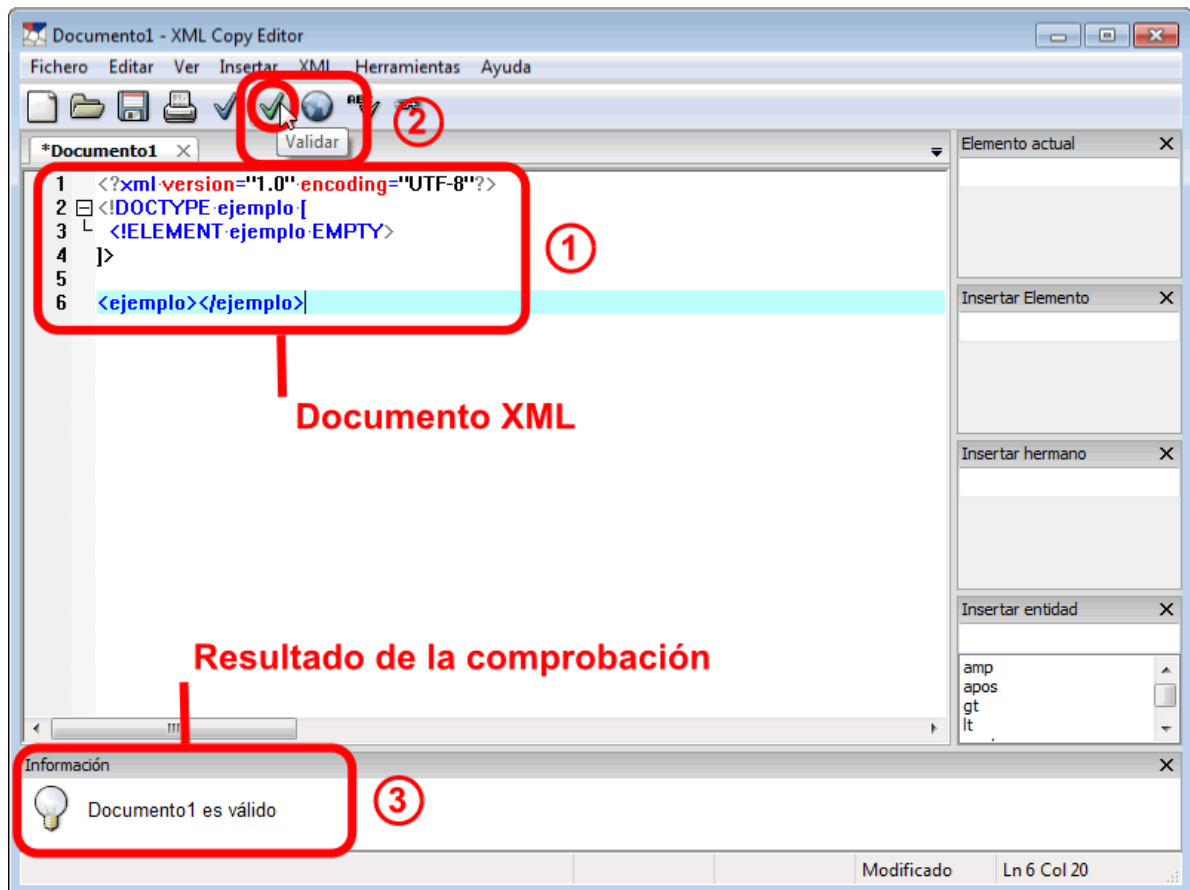 Documento1 - XML Copy Editor
Fichero Editar Ver Insertar XML Herramientas Ayuda
2
Validar
*Documento1
1 <?xml version="1.0" encoding="UTF-8"?>
2 <!DOCTYPE ejemplo [
3 <!ELEMENT ejemplo EMPTY>
4 ]>
5
6 <ejemplo></ejemplo>
1
Documento XML
Elemento actual
Insertar Elemento
Insertar hermano
Insertar entidad
amp
apos
gt
lt
Resultado de la comprobación
Información
Documento1 es válido
3
Modificado Ln 6 Col 20